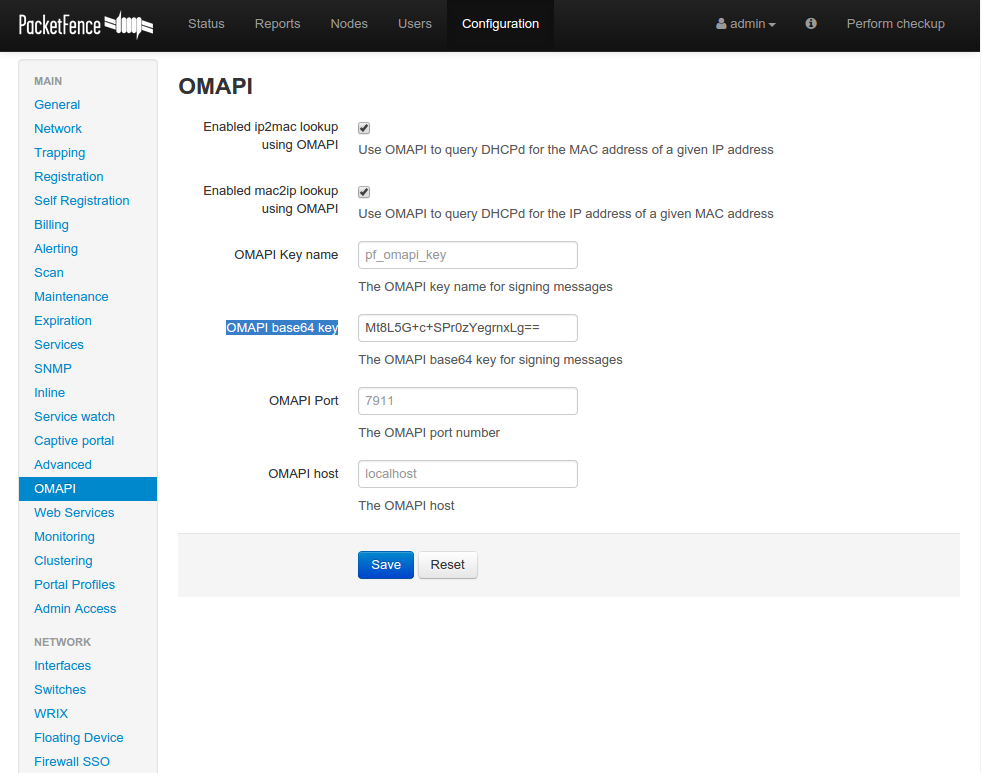 PacketFence
Status Reports Nodes Users Configuration admin Perform checkup
MAIN
General
Network
Trapping
Registration
Self Registration
Billing
Alerting
Scan
Maintenance
Expiration
Services
SNMP
Inline
Service watch
Captive portal
Advanced
OMAPI
Web Services
Monitoring
Clustering
Portal Profiles
Admin Access
NETWORK
Interfaces
Switches
WRIX
Floating Device
Firewall SSO
OMAPI
Enabled ip2mac lookup
using OMAPI
Use OMAPI to query DHCPd for the MAC address of a given IP address
Enabled mac2ip lookup
using OMAPI
Use OMAPI to query DHCPd for the IP address of a given MAC address
OMAPI Key name pf_omapi_key
The OMAPI key name for signing messages
OMAPI base64 key Mt8L5G+c+SPr0zYegrnxLg==
The OMAPI base64 key for signing messages
OMAPI Port 7911
The OMAPI port number
OMAPI host localhost
The OMAPI host
Save Reset